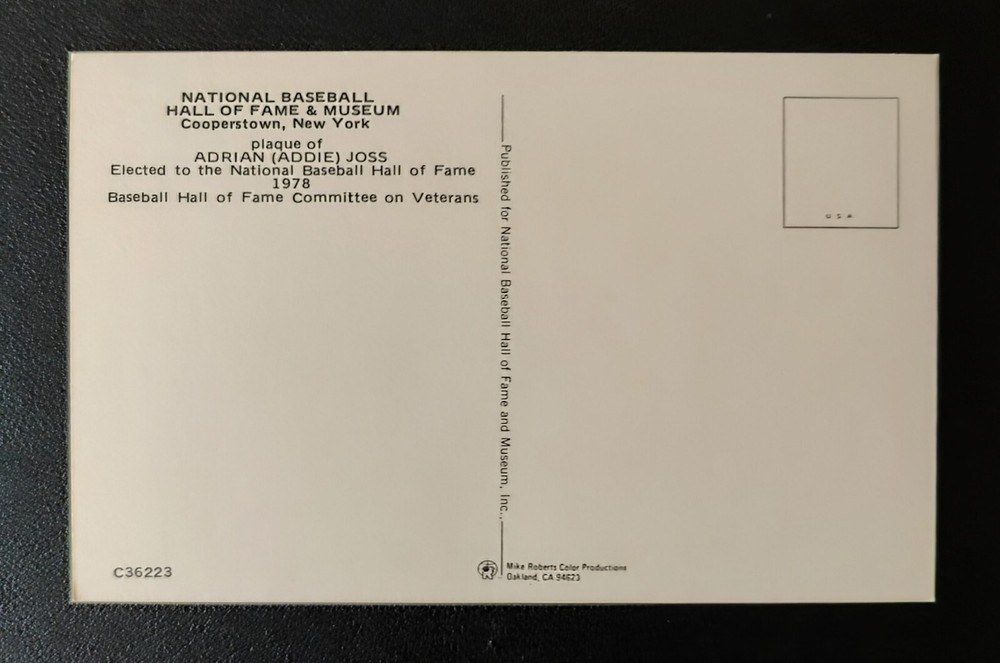 NATIONAL BASEBALL
HALL OF FAME & MUSEUM
Cooperstown, New York
plaque of
ADRIAN (ADDIE) JOSS
Elected to the National Baseball Hall of Fame
1978
Baseball Hall of Fame Committee on Veterans
C36223
Published for National Baseball Hall of Fame and Museum, Inc.,
Mike Roberts Color Productions
Oakland, CA 94623
U S A